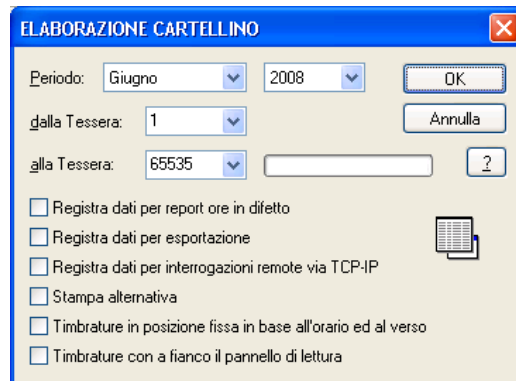 ELABORAZIONE CARTELLINO
Periodo: Giugno 2008 OK
dalla Tessera: 1 Annulla
alla Tessera: 65535 ?
Registra dati per report ore in difetto
Registra dati per esportazione
Registra dati per interrogazioni remote via TCP-IP
Stampa alternativa
Timbrature in posizione fissa in base all'orario ed al verso
Timbrature con a fianco il pannello di lettura